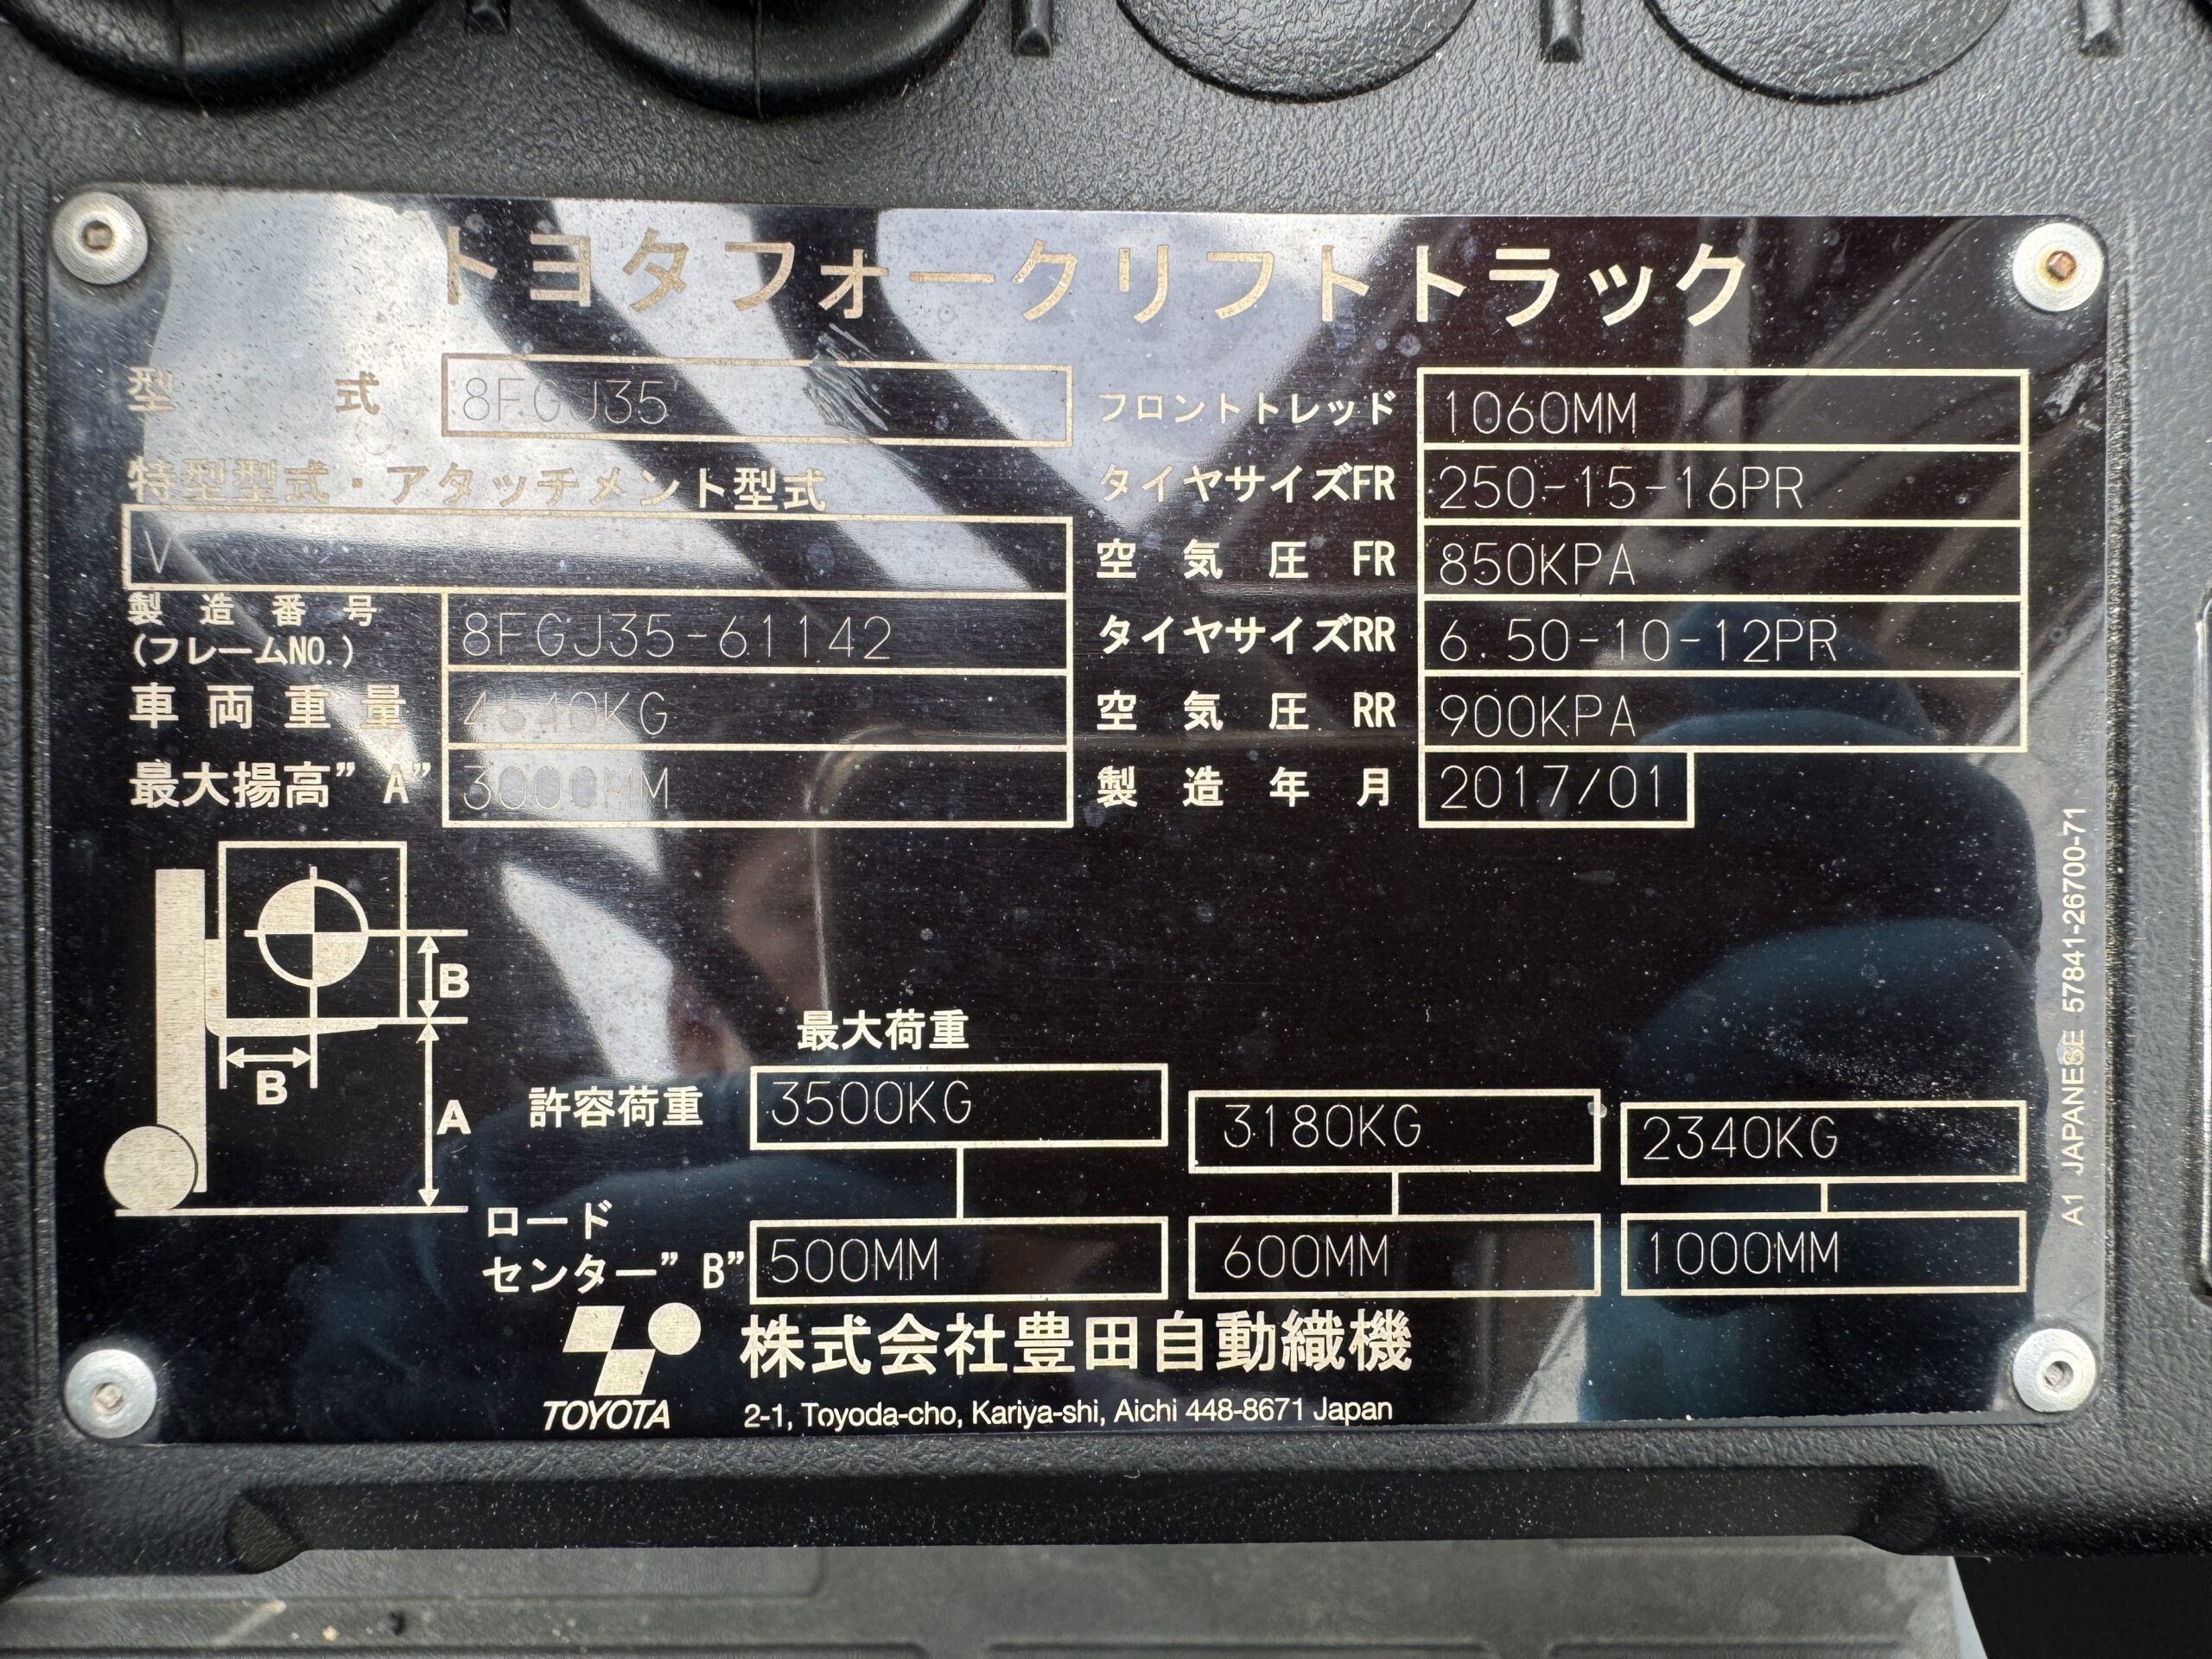 トヨタフォークリフトトラック
型 式 8FGJ35
特型型式・アタッチメント型式
V
製造番号
(フレームNO.) 8FGJ35-61142
車両重量
最大揚高”A” 3000MM
フロントトレッド 1060MM
タイヤサイズFR 250-15-16PR
空気圧 FR 850KPA
タイヤサイズRR 6.50-10-12PR
空気圧 RR 900KPA
製造年月 2017/01
B
B
A
最大荷重
許容荷重 3500KG 3180KG 2340KG
ロード
センター”B” 500MM 600MM 1000MM
株式会社豊田自動織機
TOYOTA 2-1, Toyoda-cho, Kariya-shi, Aichi 448-8671 Japan
A1 JAPANESE 57841-26700-71